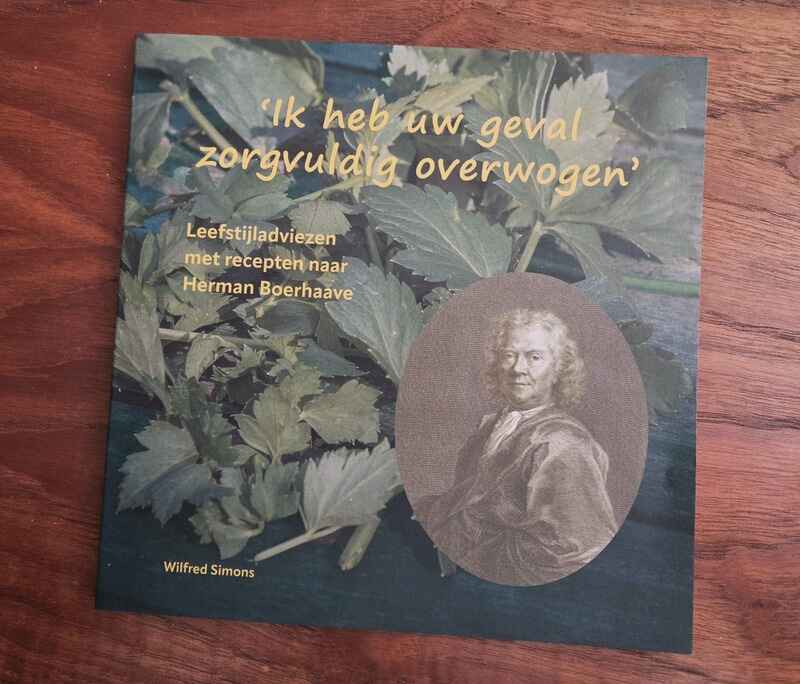 ‘Ik heb uw geval
zorgvuldig overwogen’
Leefstijladviezen
met recepten naar
Herman Boerhaave
Wilfred Simons